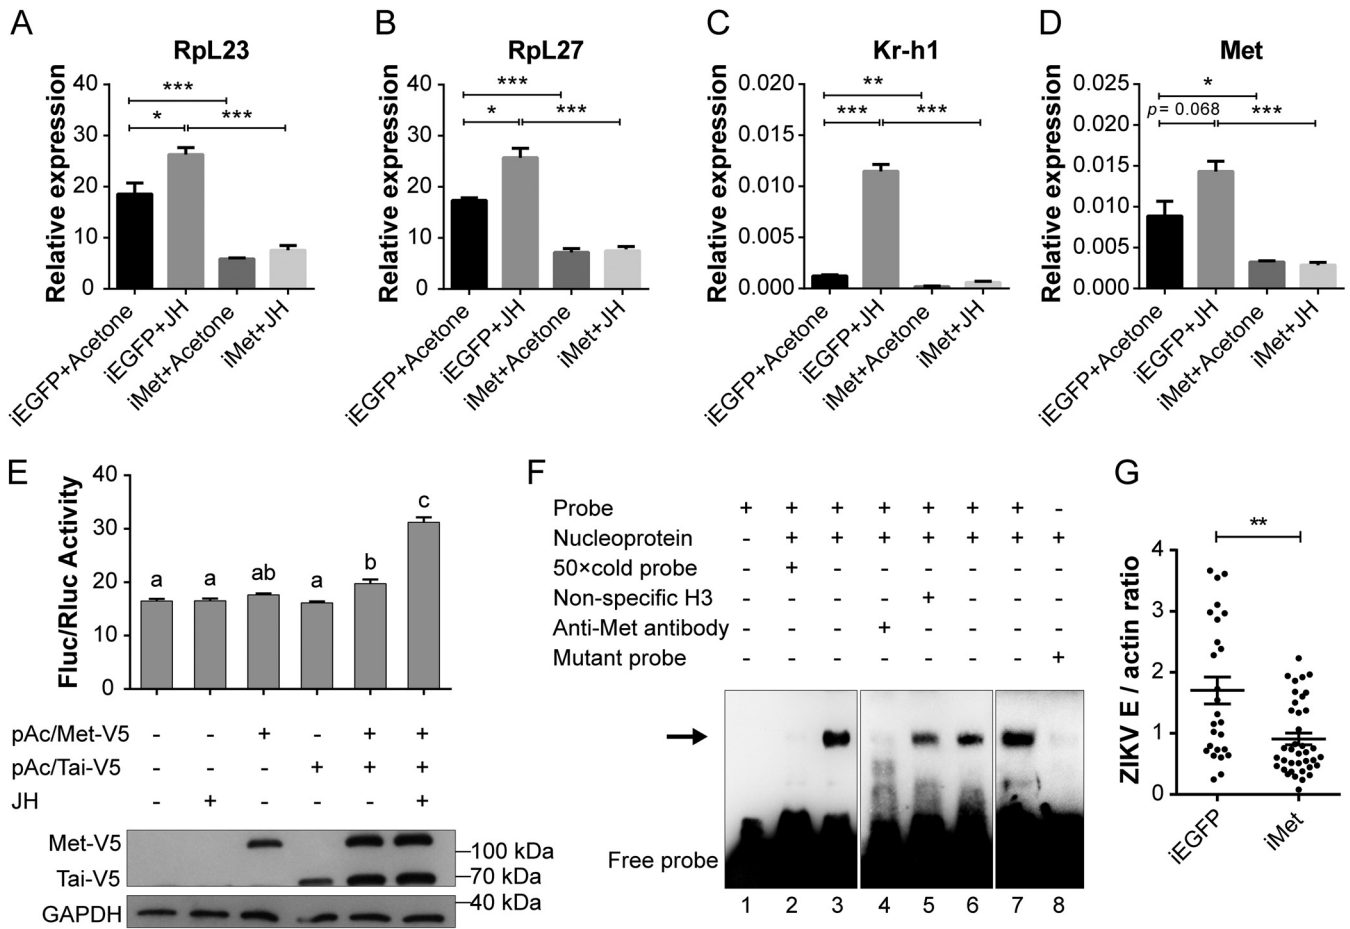 A
RpL23
Relative expression
40
30
20
10
0
***
*
***
iEGFP+Acetone
iEGFP+JH
iMet+Acetone
iMet+JH
B
RpL27
Relative expression
40
30
20
10
0
***
*
***
iEGFP+Acetone
iEGFP+JH
iMet+Acetone
iMet+JH
C
Kr-h1
Relative expression
0.020
0.015
0.010
0.005
0.000
**
***
***
iEGFP+Acetone
iEGFP+JH
iMet+Acetone
iMet+JH
D
Met
Relative expression
0.025
0.020
0.015
0.010
0.005
0.000
*
p = 0.068
***
iEGFP+Acetone
iEGFP+JH
iMet+Acetone
iMet+JH
E
Fluc/Rluc Activity
40
30
20
10
0
a a ab a b c
pAc/Met-V5 - - + - + +
pAc/Tai-V5 - - - + + +
JH - + - - - +
Met-V5
Tai-V5
GAPDH
100 kDa
70 kDa
40 kDa
F
Probe + + + + + + + -
Nucleoprotein - + + + + + + +
50×cold probe - + - - - - - -
Non-specific H3 - - - - + - - -
Anti-Met antibody - - - + - - - -
Mutant probe - - - - - - - +
Free probe
1 2 3 4 5 6 7 8
G
ZIKV E / actin ratio
4
3
2
1
0
**
iEGFP
iMet